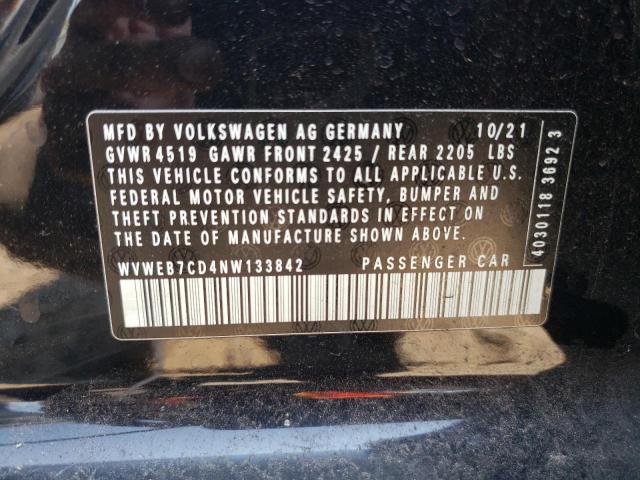 MFD BY VOLKSWAGEN AG GERMANY 10/21
GVWR 4519 GAWR FRONT 2425 / REAR 2205 LBS
THIS VEHICLE CONFORMS TO ALL APPLICABLE U.S.
FEDERAL MOTOR VEHICLE SAFETY, BUMPER AND
THEFT PREVENTION STANDARDS IN EFFECT ON
THE DATE OF MANUFACTURE SHOWN ABOVE.
WVWEB7CD4NW133842 PASSENGER CAR
4030118 3692 3